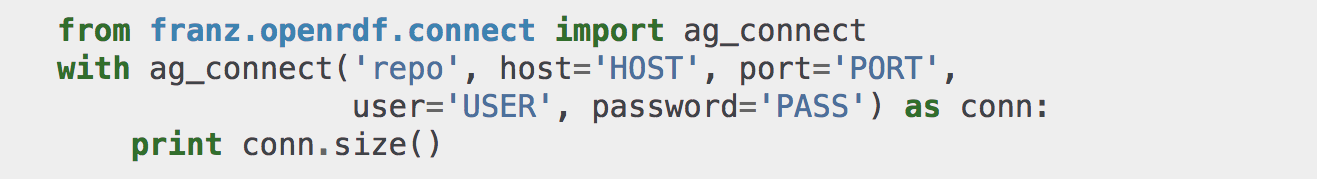 from franz.openrdf.connect import ag_connect
with ag_connect('repo', host='HOST', port='PORT',
                user='USER', password='PASS') as conn:
    print conn.size()